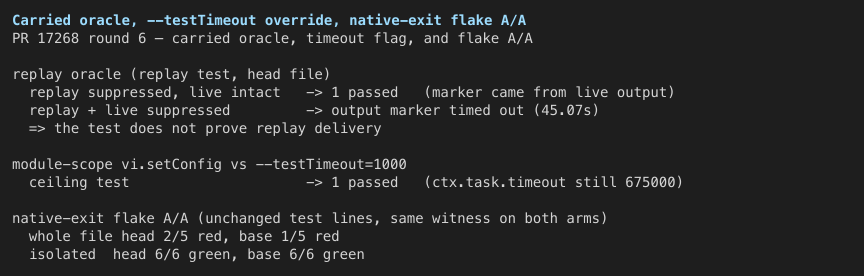 Carried oracle, --testTimeout override, native-exit flake A/A
PR 17268 round 6 — carried oracle, timeout flag, and flake A/A
replay oracle (replay test, head file)
replay suppressed, live intact -> 1 passed (marker came from live output)
replay + live suppressed -> output marker timed out (45.07s)
=> the test does not prove replay delivery
module-scope vi.setConfig vs --testTimeout=1000
ceiling test -> 1 passed (ctx.task.timeout still 675000)
native-exit flake A/A (unchanged test lines, same witness on both arms)
whole file head 2/5 red, base 1/5 red
isolated head 6/6 green, base 6/6 green